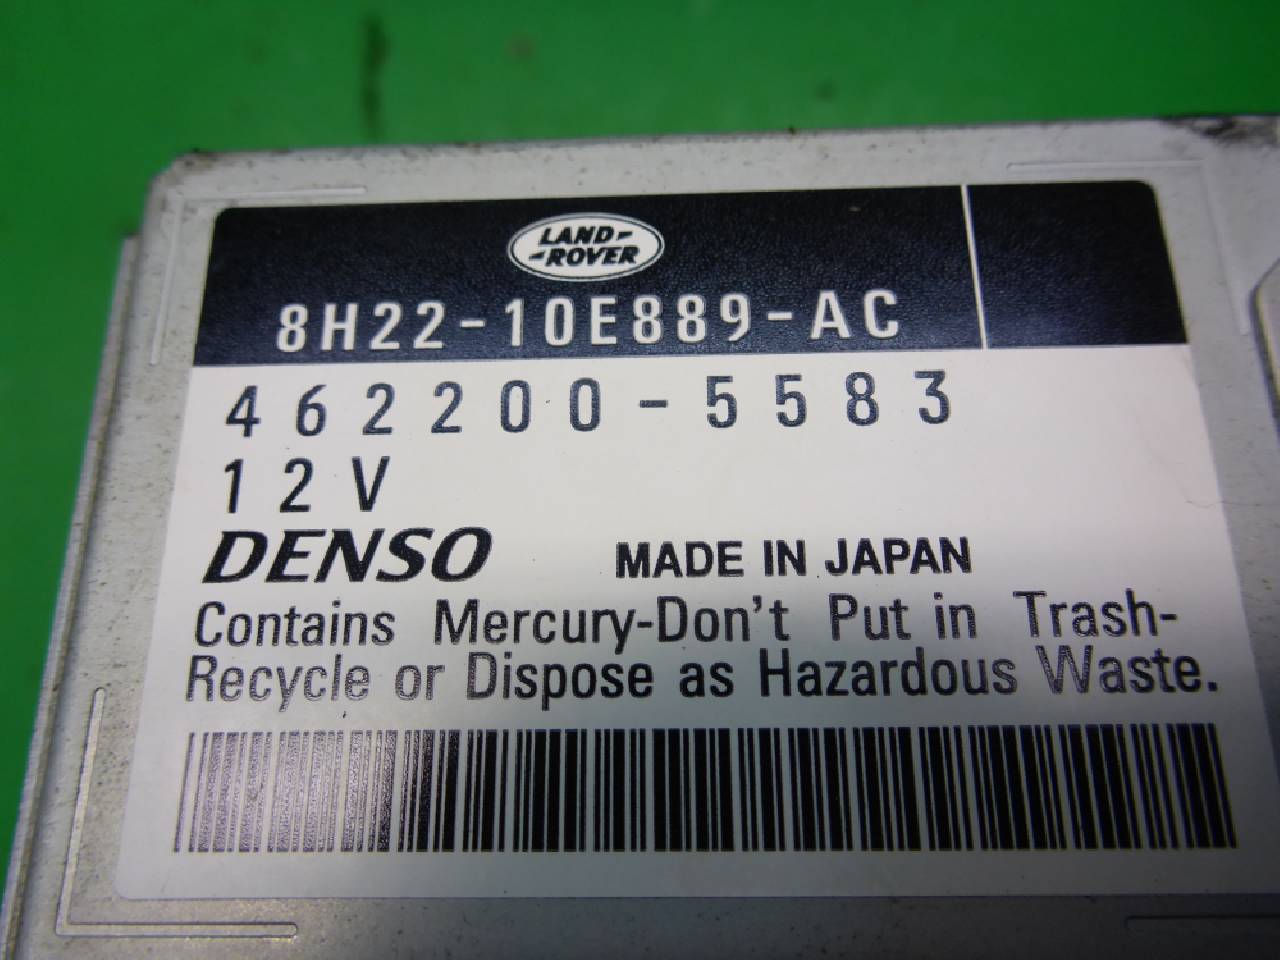 LAND-
-ROVER
8H22-10E889-AC
462200-5583
12V
DENSO MADE IN JAPAN
Contains Mercury-Don't Put in Trash-
Recycle or Dispose as Hazardous Waste.